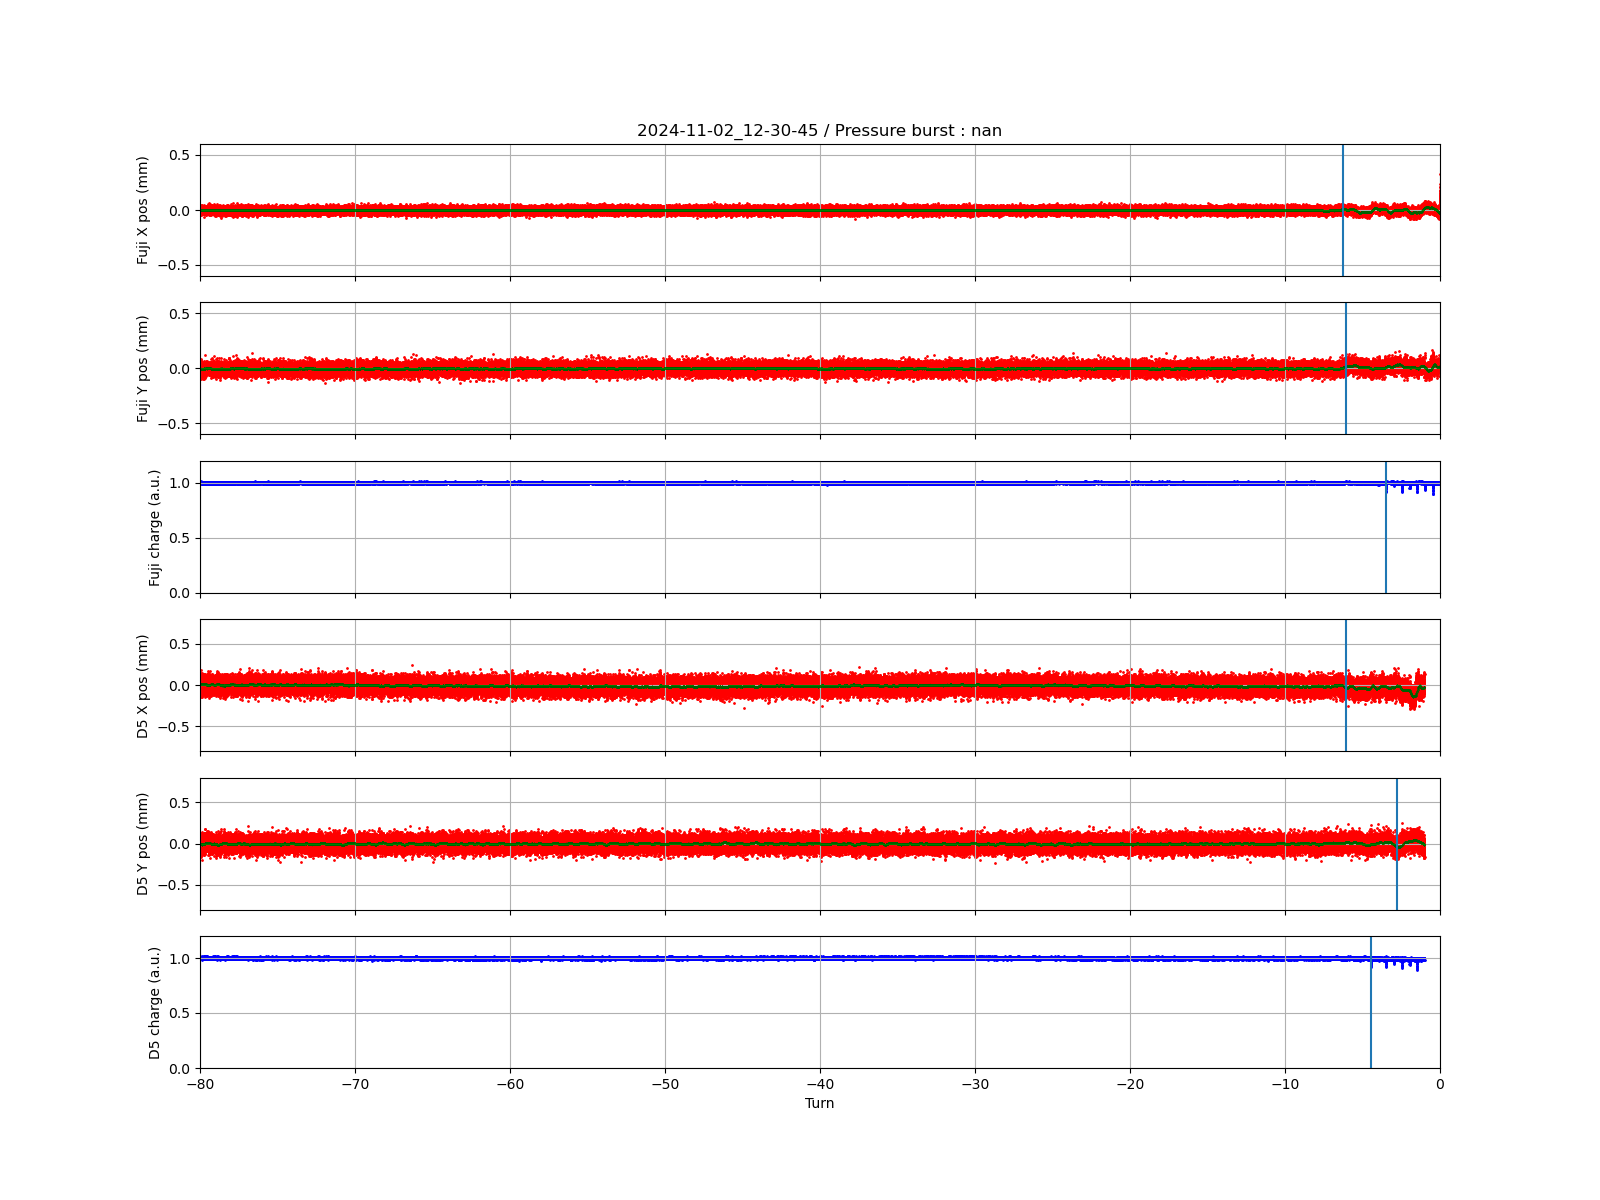 2024-11-02_12-30-45 / Pressure burst : nan
Fuji X pos (mm)
0.5
0.0
−0.5
Fuji Y pos (mm)
0.5
0.0
−0.5
Fuji charge (a.u.)
1.0
0.5
0.0
D5 X pos (mm)
0.5
0.0
−0.5
D5 Y pos (mm)
0.5
0.0
−0.5
D5 charge (a.u.)
1.0
0.5
0.0
−80 −70 −60 −50 −40 −30 −20 −10 0
Turn